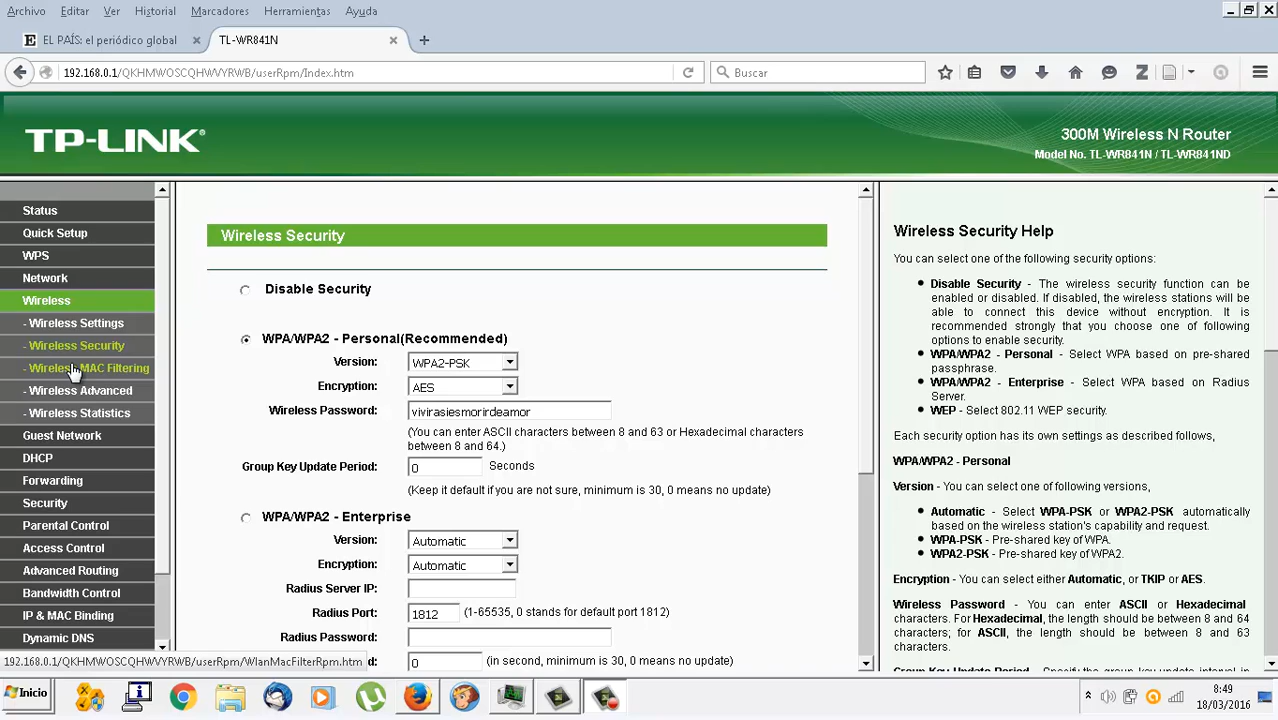 Archivo Editar Ver Historial Marcadores Herramientas Ayuda
E EL PAÍS: el periódico global
TL-WR841N
192.168.0.1/QKHMWOSCQHWVYRWB/userRpm/Index.htm
Buscar
TP-LINK®
300M Wireless N Router
Model No. TL-WR841N / TL-WR841ND
Status
Quick Setup
WPS
Network
Wireless
- Wireless Settings
- Wireless Security
- Wireless MAC Filtering
- Wireless Advanced
- Wireless Statistics
Guest Network
DHCP
Forwarding
Security
Parental Control
Access Control
Advanced Routing
Bandwidth Control
IP & MAC Binding
Dynamic DNS
Wireless Security
Disable Security
WPA/WPA2 - Personal(Recommended)
Version: WPA2-PSK
Encryption: AES
Wireless Password: vivirasiesmorirdeamor
(You can enter ASCII characters between 8 and 63 or Hexadecimal characters
between 8 and 64.)
Group Key Update Period: 0 Seconds
(Keep it default if you are not sure, minimum is 30, 0 means no update)
WPA/WPA2 - Enterprise
Version: Automatic
Encryption: Automatic
Radius Server IP:
Radius Port: 1812 (1-65535, 0 stands for default port 1812)
Radius Password:
0 (in second, minimum is 30, 0 means no update)
Wireless Security Help
You can select one of the following security options:
Disable Security - The wireless security function can be
enabled or disabled. If disabled, the wireless stations will be
able to connect this device without encryption. It is
recommended strongly that you choose one of following
options to enable security.
WPA/WPA2 - Personal - Select WPA based on pre-shared
passphrase.
WPA/WPA2 - Enterprise - Select WPA based on Radius
Server.
WEP - Select 802.11 WEP security.
Each security option has its own settings as described follows,
WPA/WPA2 - Personal
Version - You can select one of following versions,
Automatic - Select WPA-PSK or WPA2-PSK automatically
based on the wireless station's capability and request.
WPA-PSK - Pre-shared key of WPA.
WPA2-PSK - Pre-shared key of WPA2.
Encryption - You can select either Automatic, or TKIP or AES.
Wireless Password - You can enter ASCII or Hexadecimal
characters. For Hexadecimal, the length should be between 8 and 64
characters; for ASCII, the length should be between 8 and 63
characters.
192.168.0.1/QKHMWOSCQHWVYRWB/userRpm/WlanMacFilterRpm.htm
Inicio
8:49
18/03/2016